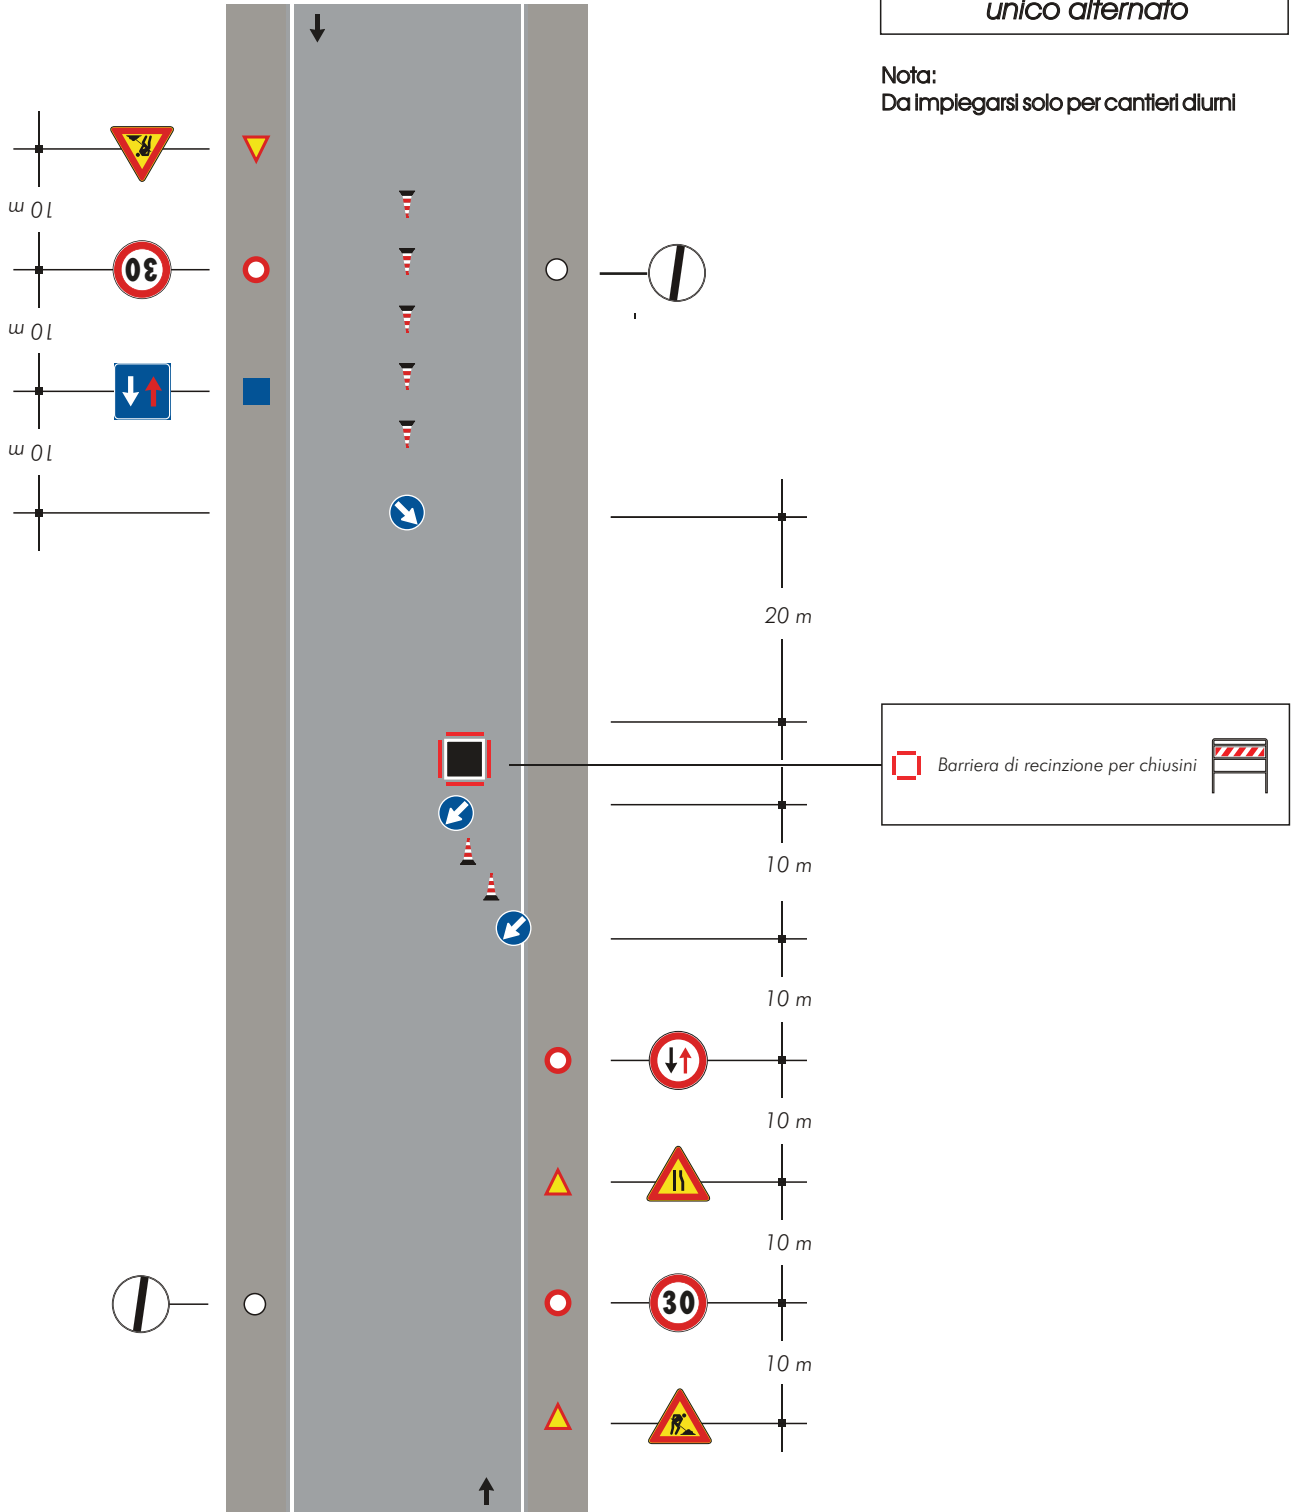 unico alternato
Nota:
Da impiegarsi solo per cantieri diurni
10 m
30
10 m
10 m
20 m
Barriera di recinzione per chiusini
10 m
10 m
10 m
10 m
30
10 m